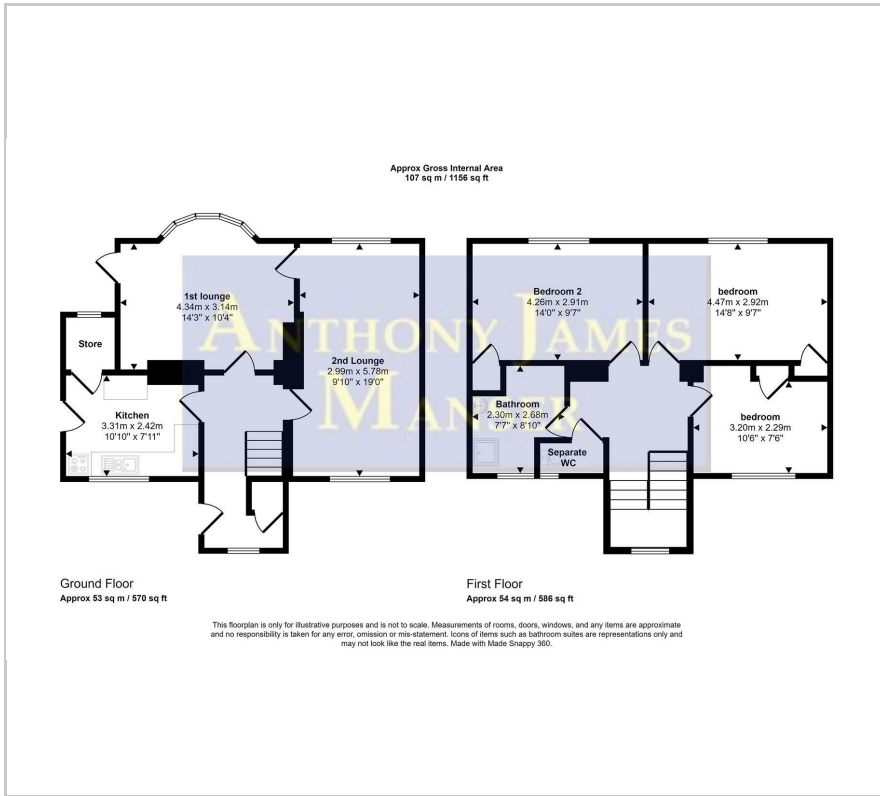 Approx Gross Internal Area
107 sq m / 1156 sq ft
1st lounge
4.34m x 3.14m
14'3" x 10'4"
Store
2nd Lounge
2.99m x 5.78m
9'10" x 19'0"
Kitchen
3.31m x 2.42m
10'10" x 7'11"
Bedroom 2
4.26m x 2.91m
14'0" x 9'7"
bedroom
4.47m x 2.92m
14'8" x 9'7"
Bathroom
2.30m x 2.68m
7'7" x 8'10"
Separate
WC
bedroom
3.20m x 2.29m
10'6" x 7'6"
ANTHONY JAMES
MANSER
Ground Floor
Approx 53 sq m / 570 sq ft
First Floor
Approx 54 sq m / 586 sq ft
This floorplan is only for illustrative purposes and is not to scale. Measurements of rooms, doors, windows, and any items are approximate
and no responsibility is taken for any error, omission or mis-statement. Icons of items such as bathroom suites are representations only and
may not look like the real items. Made with Made Snappy 360.